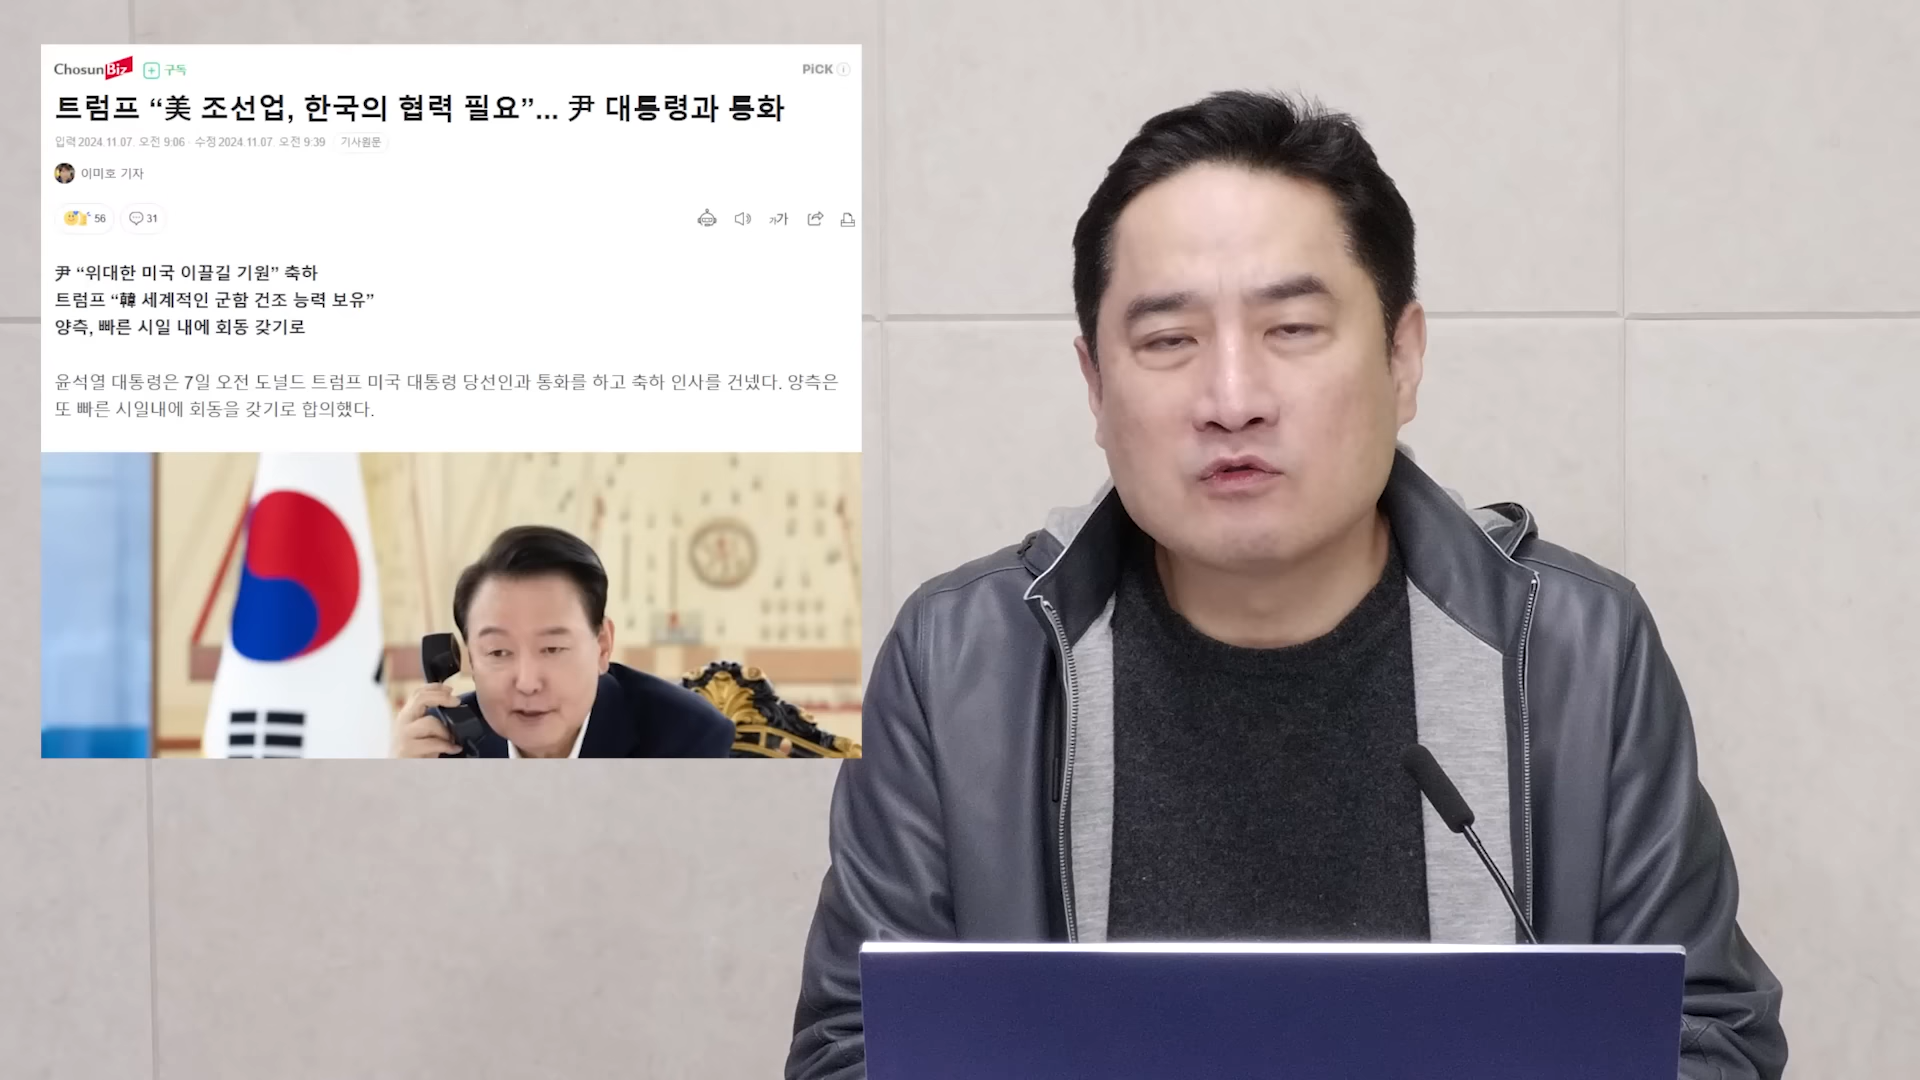 ChosunBiz 구독 PiCK
트럼프 “美 조선업, 한국의 협력 필요”... 尹 대통령과 통화
입력 2024.11.07. 오전 9:06 · 수정 2024.11.07. 오전 9:39 기사원문
이미호 기자
56 31
가가
尹 “위대한 미국 이끌길 기원” 축하
트럼프 “韓 세계적인 군함 건조 능력 보유”
양측, 빠른 시일 내에 회동 갖기로
윤석열 대통령은 7일 오전 도널드 트럼프 미국 대통령 당선인과 통화를 하고 축하 인사를 건넸다. 양측은
또 빠른 시일내에 회동을 갖기로 합의했다.